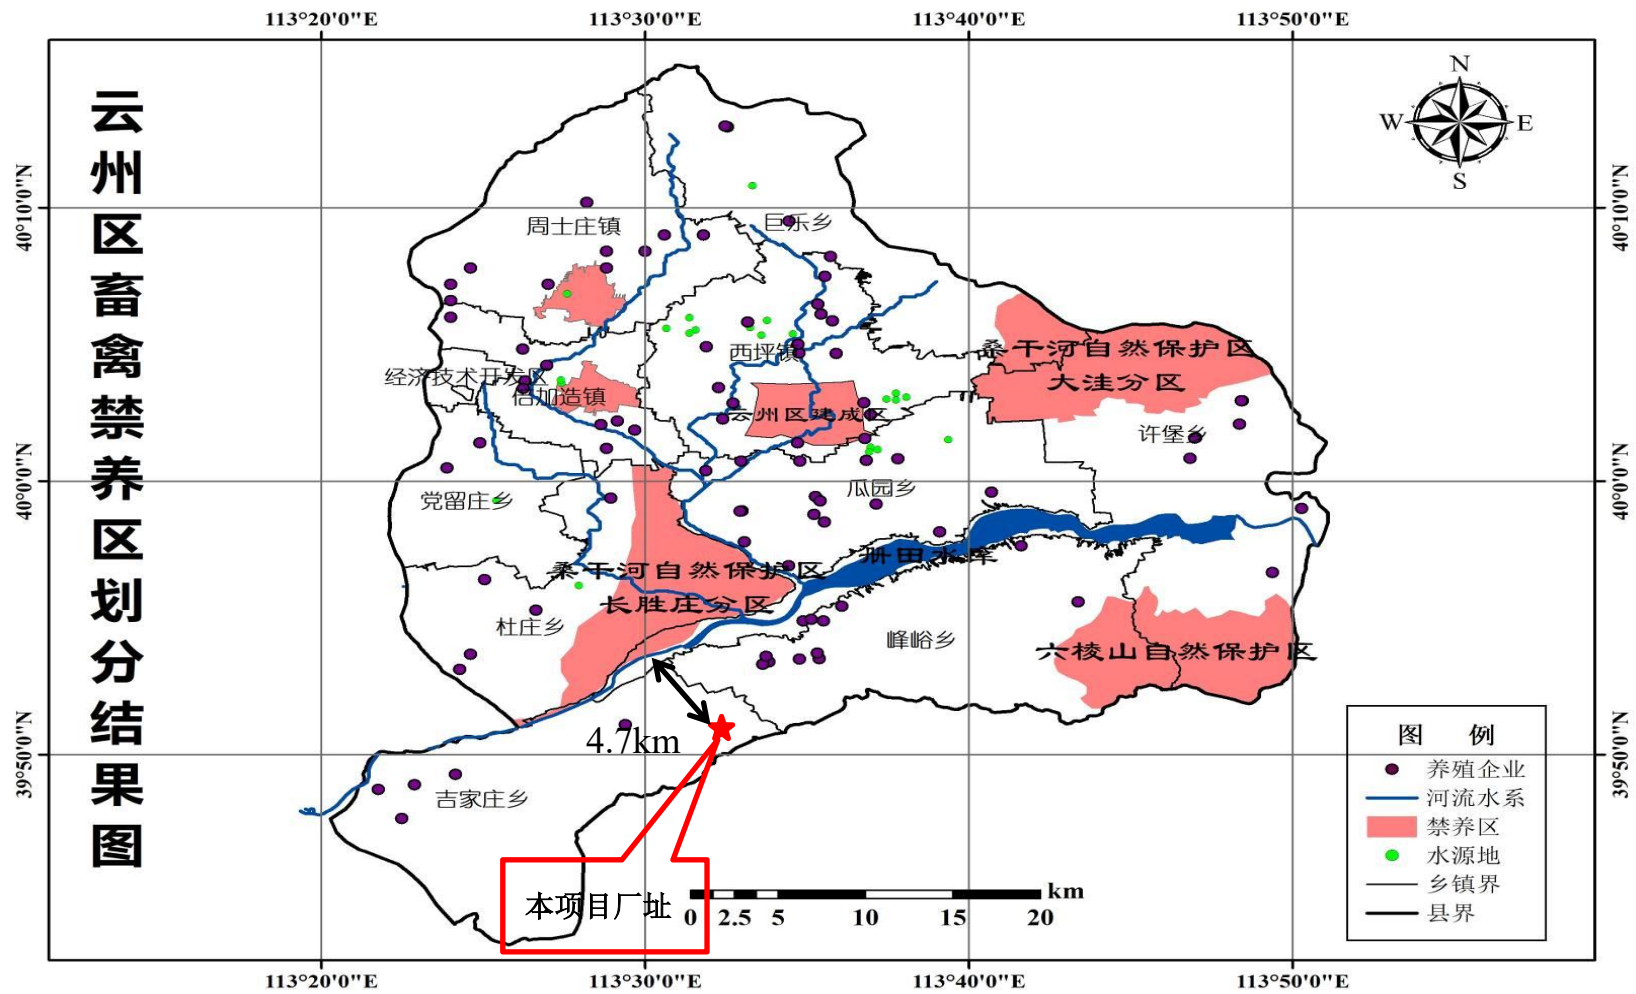 113°20'0"E
113°30'0"E
113°40'0"E
113°50'0"E
云州区畜禽禁养区划分结果图
N
W
E
S
40°10'0"N
40°10'0"N
周士庄镇
巨乐乡
西坪镇
桑干河自然保护区
大洼分区
经济技术开发区
倍加造镇
云州区建成区
许堡乡
40°0'0"N
40°0'0"N
党留庄乡
瓜园乡
册田水库
桑干河自然保护区
长胜庄分区
杜庄乡
峰峪乡
六棱山自然保护区
4.7km
39°50'0"N
39°50'0"N
吉家庄乡
本项目厂址
km
0 2.5 5 10 15 20
图 例
养殖企业
河流水系
禁养区
水源地
乡镇界
县界
113°20'0"E
113°30'0"E
113°40'0"E
113°50'0"E